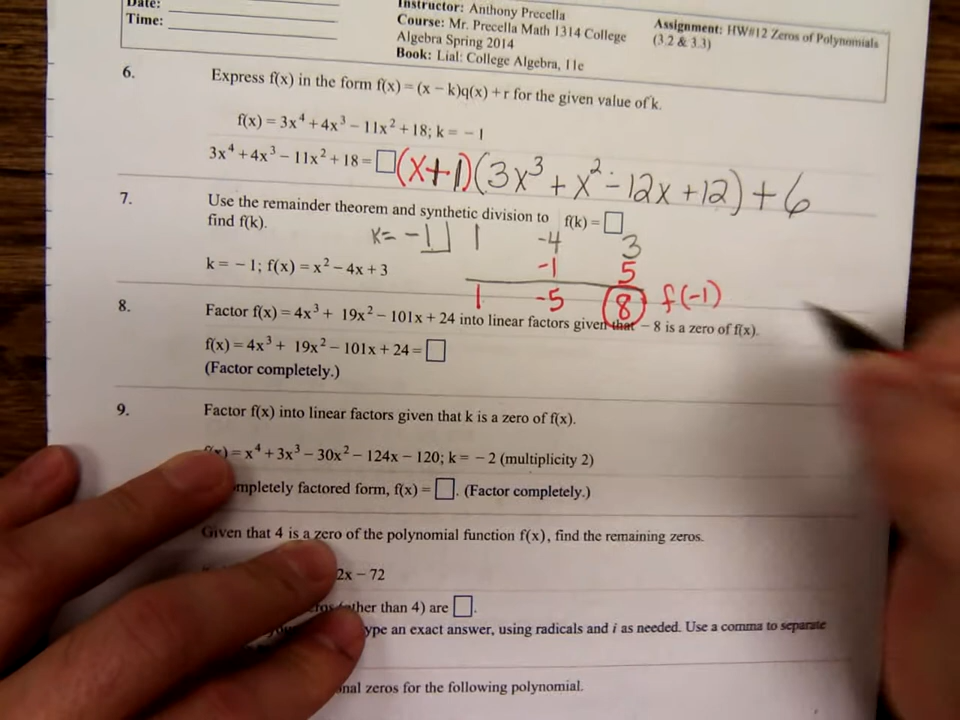 Date:
Time:
Instructor: Anthony Precella
Course: Mr. Precella Math 1314 College
Algebra Spring 2014
Book: Lial: College Algebra, 11e
Assignment: HW#12 Zeros of Polynomials
(3.2 & 3.3)
6. Express f(x) in the form f(x) = (x − k)q(x) + r for the given value of k.
f(x) = 3x⁴ + 4x³ − 11x² + 18; k = − 1
3x⁴ + 4x³ − 11x² + 18 = □ (x+1)(3x³ + x² - 12x + 12) + 6
7. Use the remainder theorem and synthetic division to f(k) = □
find f(k).
k= -1 1 -4 3
-1 5
k = − 1; f(x) = x² − 4x + 3
1 -5 8 f(-1)
8. Factor f(x) = 4x³ + 19x² − 101x + 24 into linear factors given that − 8 is a zero of f(x).
f(x) = 4x³ + 19x² − 101x + 24 = □
(Factor completely.)
9. Factor f(x) into linear factors given that k is a zero of f(x).
f(x) = x⁴ + 3x³ − 30x² − 124x − 120; k = − 2 (multiplicity 2)
mpletely factored form, f(x) = □. (Factor completely.)
Given that 4 is a zero of the polynomial function f(x), find the remaining zeros.
2x − 72
other than 4) are □.
ype an exact answer, using radicals and i as needed. Use a comma to separate
onal zeros for the following polynomial.